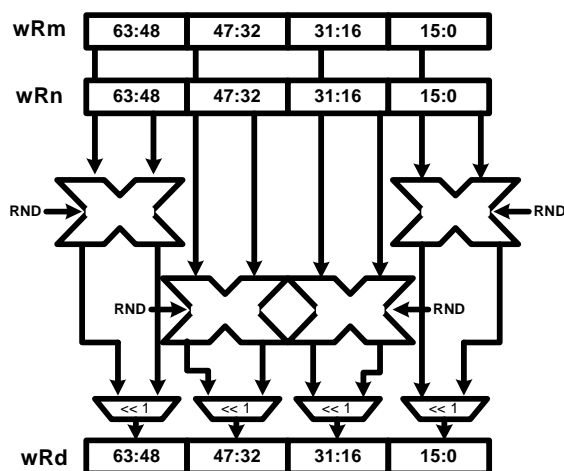 wRm 63:48 47:32 31:16 15:0
wRn 63:48 47:32 31:16 15:0
RND RND
RND RND
<< 1 << 1 << 1 << 1
wRd 63:48 47:32 31:16 15:0